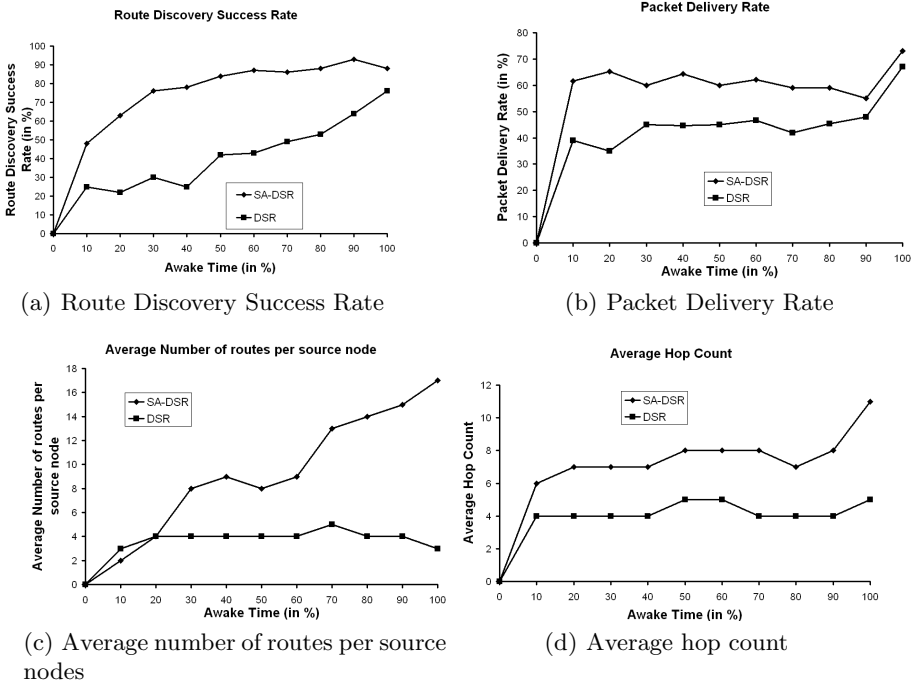 Route Discovery Success Rate
Route Discovery Success
Rate (in %)
100
90
80
70
60
50
40
30
20
10
0
SA-DSR
DSR
0 10 20 30 40 50 60 70 80 90 100
Awake Time (in %)
(a) Route Discovery Success Rate
Packet Delivery Rate
Packet Delivery Rate (in %)
80
70
60
50
40
30
20
10
0
SA-DSR
DSR
0 10 20 30 40 50 60 70 80 90 100
Awake Time (in %)
(b) Packet Delivery Rate
Average Number of routes per source node
Average Number of routes per
source node
18
16
14
12
10
8
6
4
2
0
SA-DSR
DSR
0 10 20 30 40 50 60 70 80 90 100
Awake Time (in %)
(c) Average number of routes per source
nodes
Average Hop Count
Average Hop Count
12
10
8
6
4
2
0
SA-DSR
DSR
0 10 20 30 40 50 60 70 80 90 100
Awake Time (in %)
(d) Average hop count